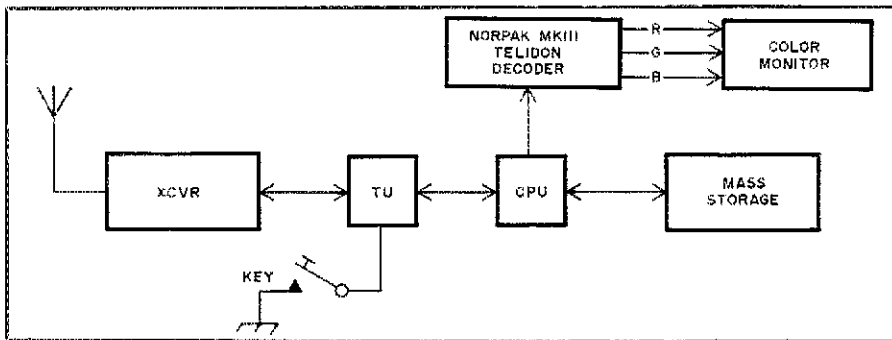 NORPAK MKIII
TELIDON
DECODER
R
G
B
COLOR
MONITOR
XCVR
TU
CPU
MASS
STORAGE
KEY